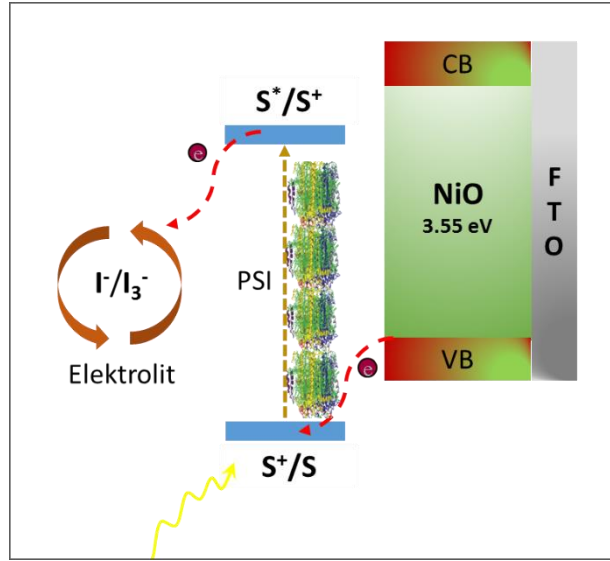 CB
S*/S⁺
e
NiO
3.55 eV
F
T
O
I⁻/I₃⁻
PSI
Elektrolit
VB
e
S⁺/S